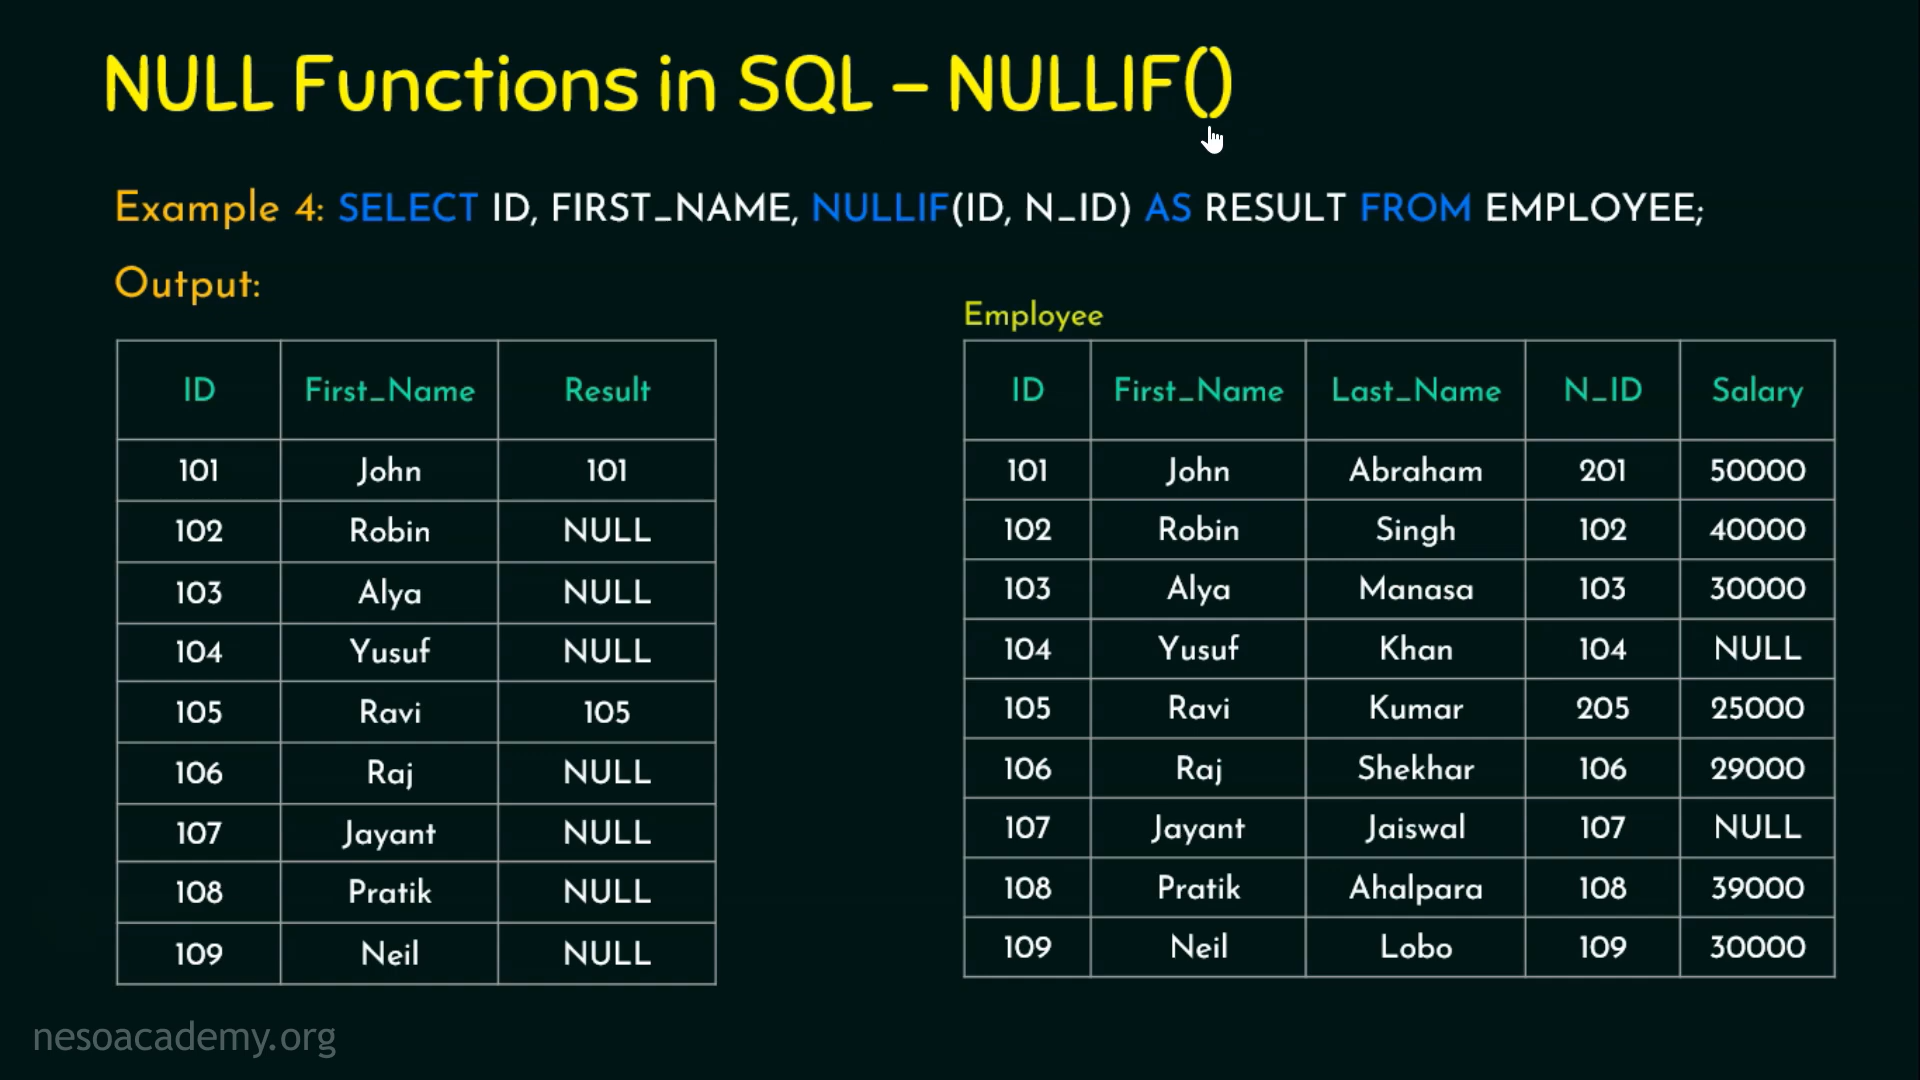 NULL Functions in SQL – NULLIF()
Example 4: SELECT ID, FIRST_NAME, NULLIF(ID, N_ID) AS RESULT FROM EMPLOYEE;
Output:
ID First_Name Result
101 John 101
102 Robin NULL
103 Alya NULL
104 Yusuf NULL
105 Ravi 105
106 Raj NULL
107 Jayant NULL
108 Pratik NULL
109 Neil NULL
Employee
ID First_Name Last_Name N_ID Salary
101 John Abraham 201 50000
102 Robin Singh 102 40000
103 Alya Manasa 103 30000
104 Yusuf Khan 104 NULL
105 Ravi Kumar 205 25000
106 Raj Shekhar 106 29000
107 Jayant Jaiswal 107 NULL
108 Pratik Ahalpara 108 39000
109 Neil Lobo 109 30000
nesoacademy.org